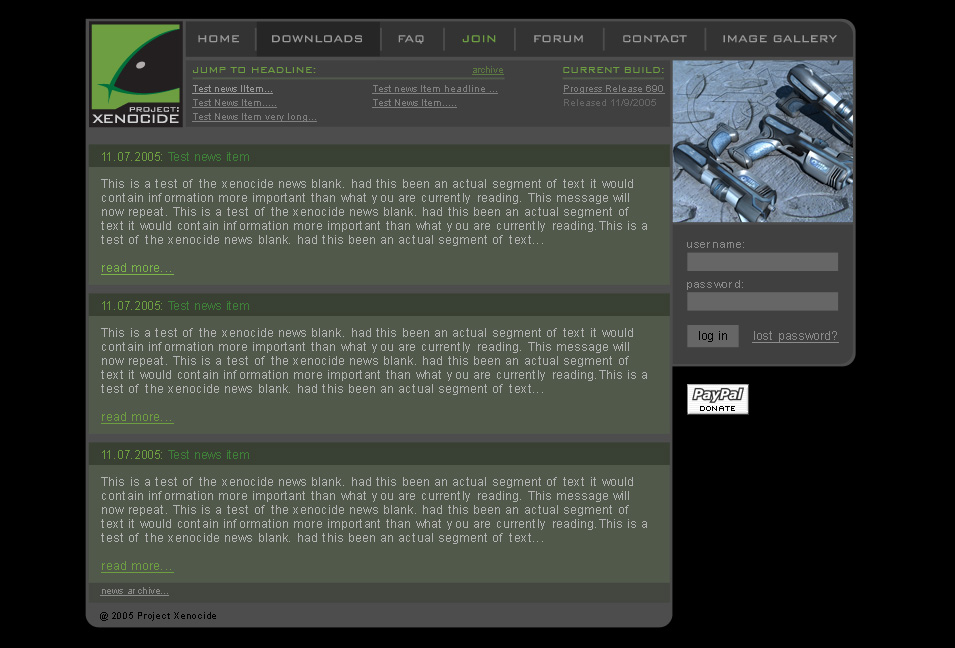 HOME DOWNLOADS FAQ JOIN FORUM CONTACT IMAGE GALLERY
PROJECT:
XENOCIDE
JUMP TO HEADLINE: archive
Test news IItem...
Test News Item.....
Test News Item very long...
Test news Item headline ...
Test News Item.....
CURRENT BUILD:
Progress Release 690
Released 11/9/2005
11.07.2005: Test news item
This is a test of the xenocide news blank. had this been an actual segment of text it would
contain information more important than what you are currently reading. This message will
now repeat. This is a test of the xenocide news blank. had this been an actual segment of
text it would contain information more important than what you are currently reading.This is a
test of the xenocide news blank. had this been an actual segment of text...
read more...
11.07.2005: Test news item
This is a test of the xenocide news blank. had this been an actual segment of text it would
contain information more important than what you are currently reading. This message will
now repeat. This is a test of the xenocide news blank. had this been an actual segment of
text it would contain information more important than what you are currently reading.This is a
test of the xenocide news blank. had this been an actual segment of text...
read more...
11.07.2005: Test news item
This is a test of the xenocide news blank. had this been an actual segment of text it would
contain information more important than what you are currently reading. This message will
now repeat. This is a test of the xenocide news blank. had this been an actual segment of
text it would contain information more important than what you are currently reading.This is a
test of the xenocide news blank. had this been an actual segment of text...
read more...
news archive...
@ 2005 Project Xenocide
username:
password:
log in lost password?
PayPal
DONATE